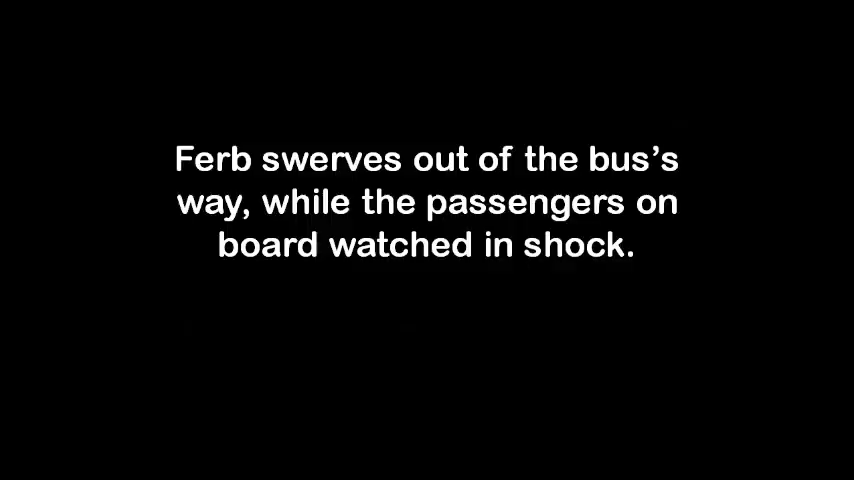 Ferb swerves out of the bus’s
way, while the passengers on
board watched in shock.